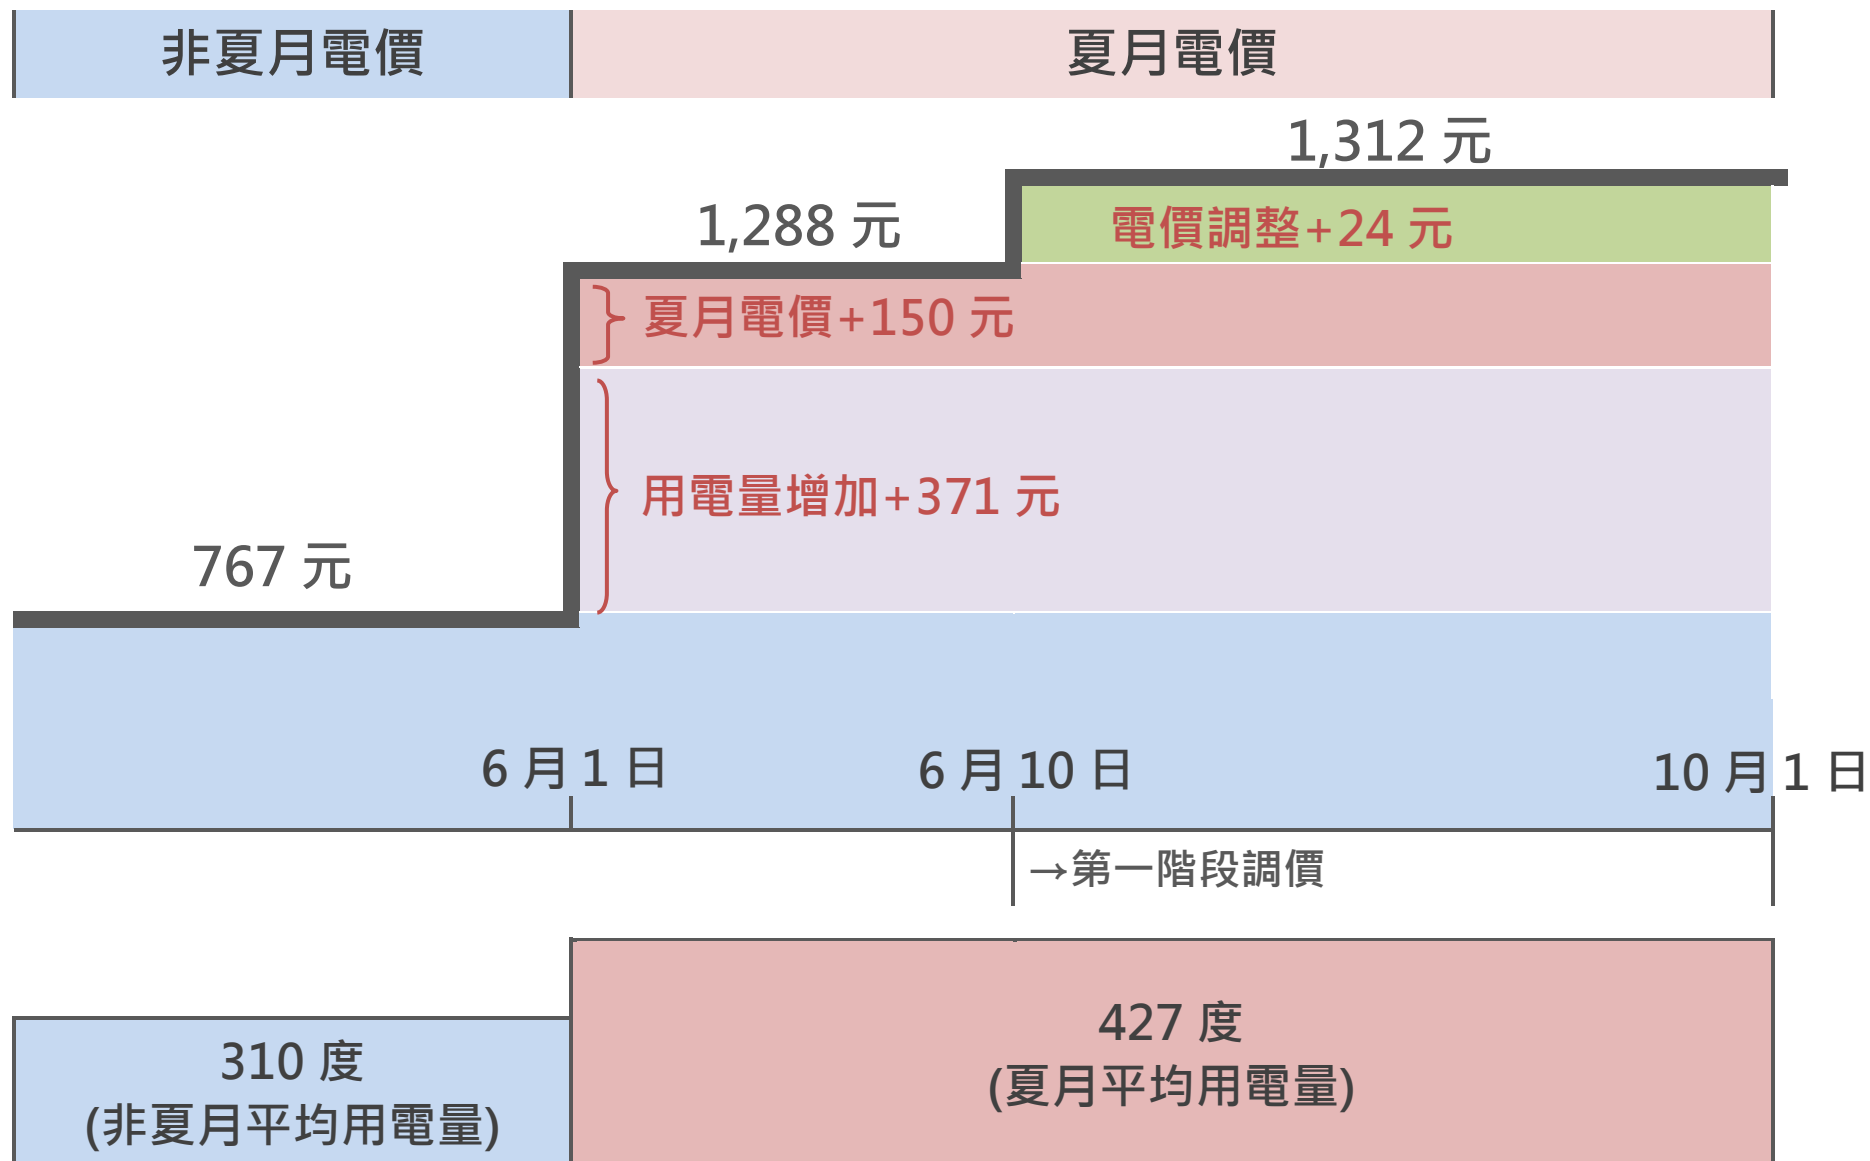 非夏月電價
夏月電價
1,312 元
1,288 元
電價調整+24 元
夏月電價+150 元
用電量增加+371 元
767 元
6 月 1 日
6 月 10 日
10 月 1 日
→第一階段調價
427 度
(夏月平均用電量)
310 度
(非夏月平均用電量)